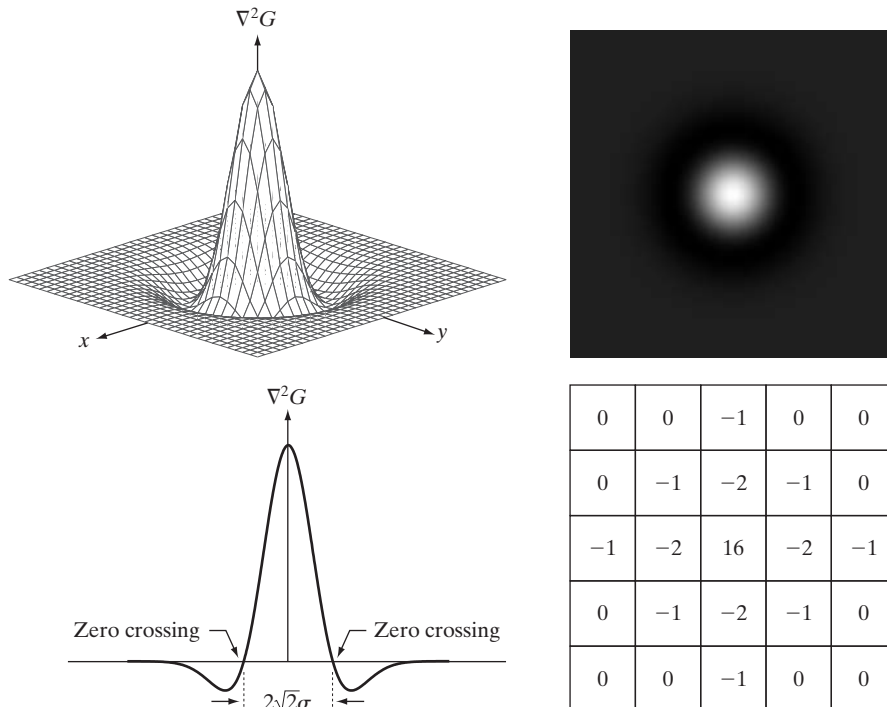 ∇²G
x
y
∇²G
Zero crossing
Zero crossing
2√2σ
0 0 −1 0 0
0 −1 −2 −1 0
−1 −2 16 −2 −1
0 −1 −2 −1 0
0 0 −1 0 0